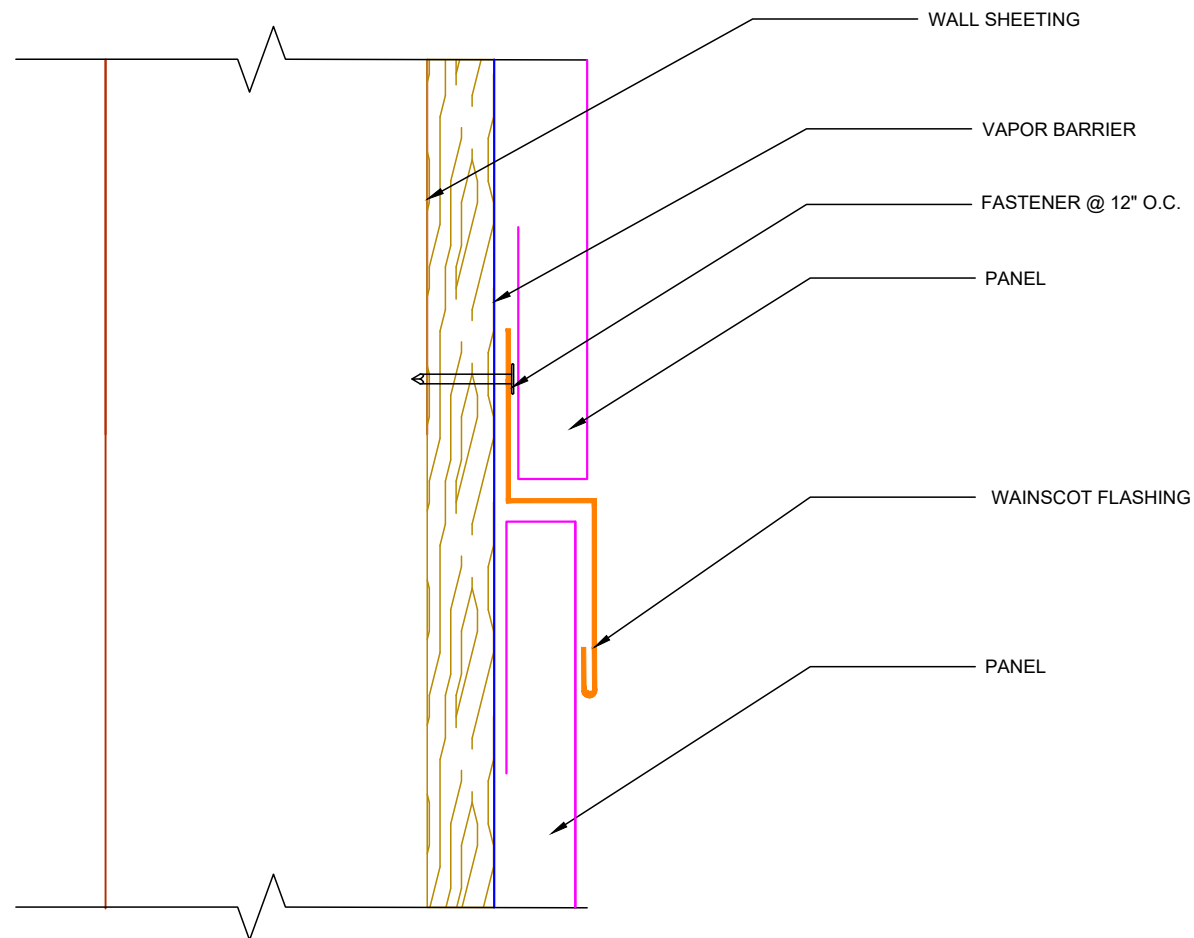 WALL SHEETING
VAPOR BARRIER
FASTENER @ 12" O.C.
PANEL
WAINSCOT FLASHING
PANEL